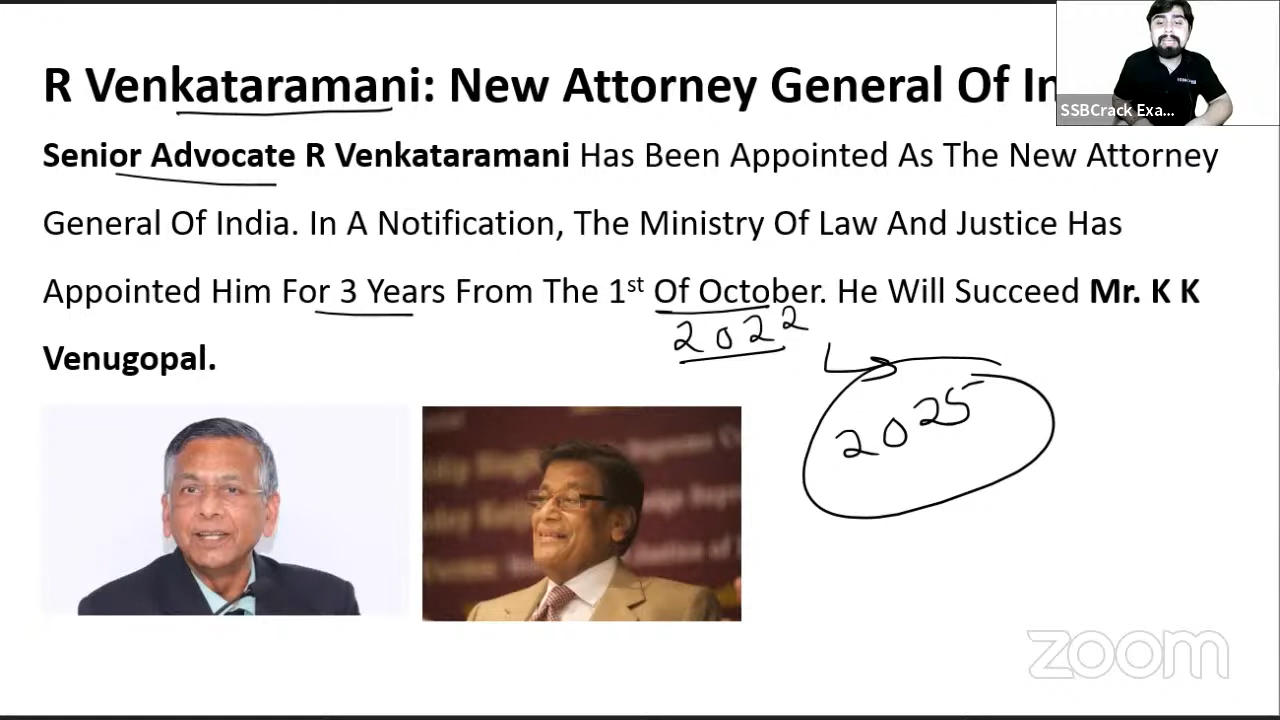 R Venkataramani: New Attorney General Of In
SSBCrack Exa...
Senior Advocate R Venkataramani Has Been Appointed As The New Attorney
General Of India. In A Notification, The Ministry Of Law And Justice Has
Appointed Him For 3 Years From The 1st Of October. He Will Succeed Mr. K K
2022
Venugopal.
2025
zoom